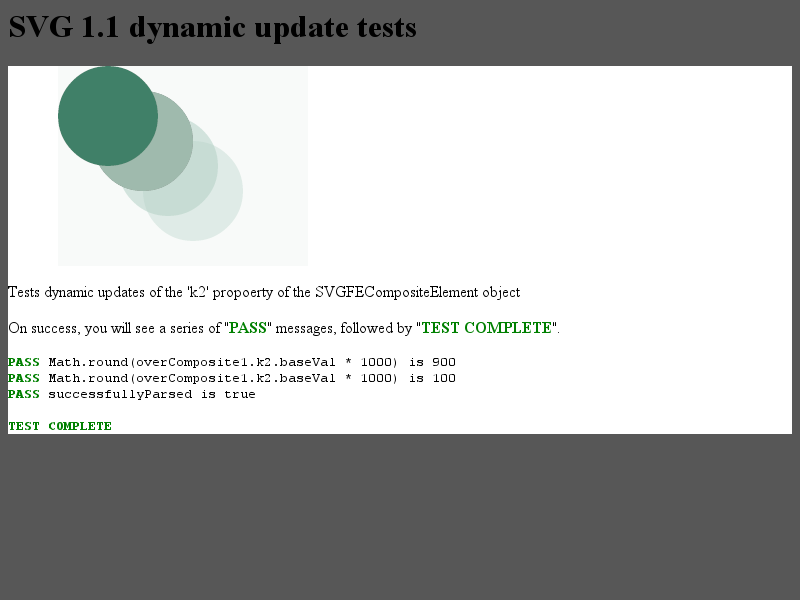 SVG 1.1 dynamic update tests
Tests dynamic updates of the 'k2' propoerty of the SVGFECompositeElement object
On success, you will see a series of "PASS" messages, followed by "TEST COMPLETE".
PASS Math.round(overComposite1.k2.baseVal * 1000) is 900
PASS Math.round(overComposite1.k2.baseVal * 1000) is 100
PASS successfullyParsed is true
TEST COMPLETE